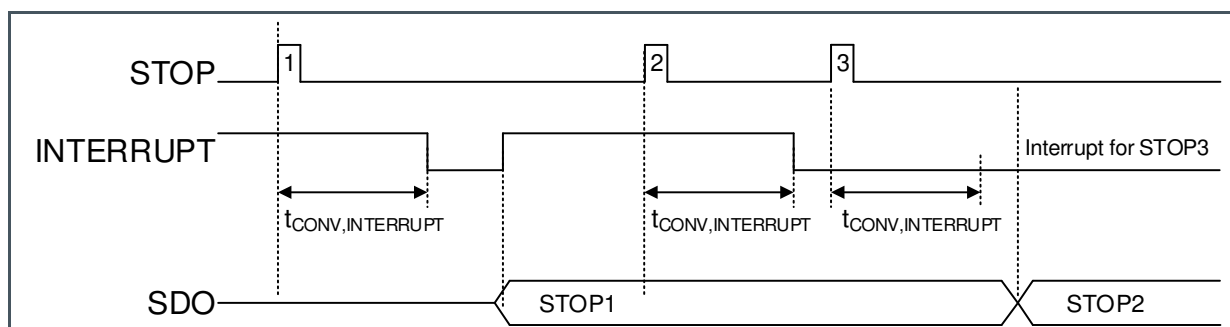 STOP 1 2 3
INTERRUPT Interrupt for STOP3
tCONV,INTERRUPT tCONV,INTERRUPT tCONV,INTERRUPT
SDO STOP1 STOP2